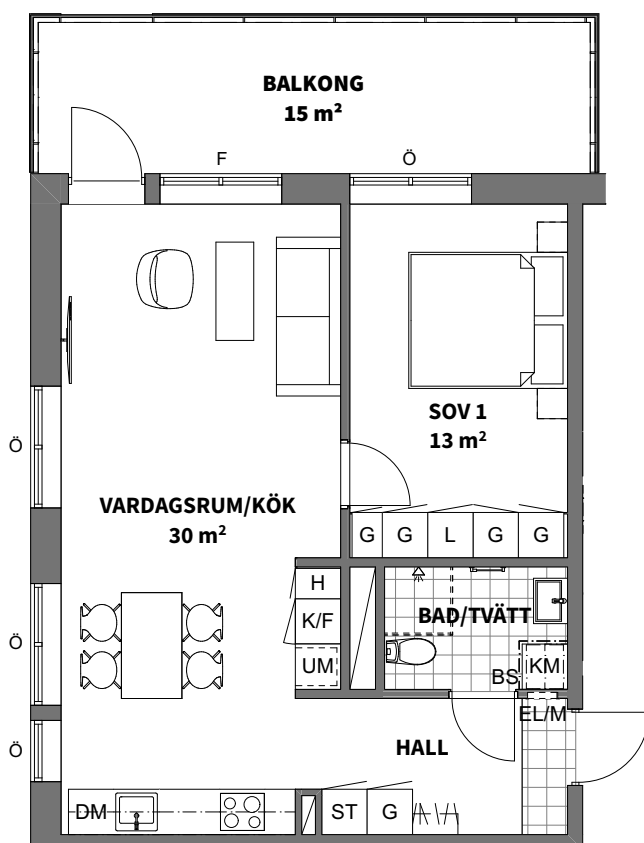 BALKONG
15 m²
F
Ö
SOV 1
13 m²
Ö
VARDAGSRUM/KÖK
30 m²
G
G
L
G
G
H
K/F
UM
BAD/TVÄTT
BS
KM
Ö
EL/M
HALL
Ö
DM
ST
G